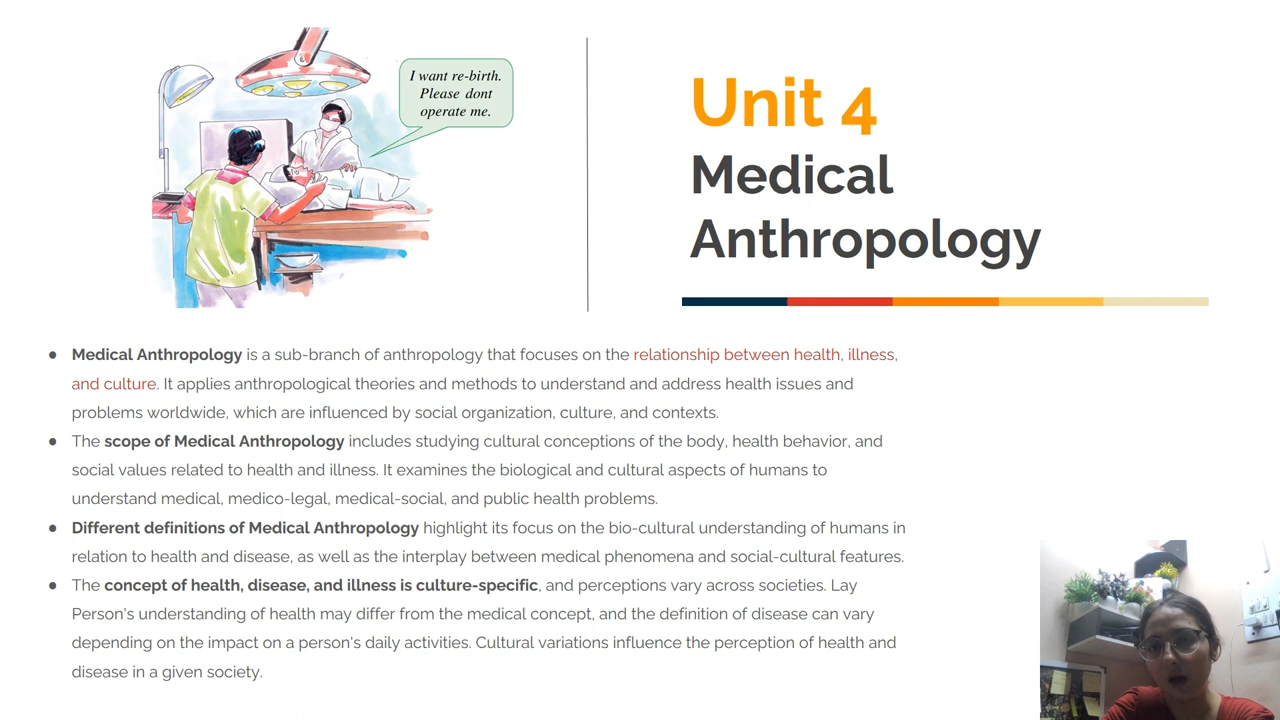 I want re-birth.
Please dont
operate me.
Unit 4
Medical
Anthropology
● Medical Anthropology is a sub-branch of anthropology that focuses on the relationship between health, illness,
and culture. It applies anthropological theories and methods to understand and address health issues and
problems worldwide, which are influenced by social organization, culture, and contexts.
● The scope of Medical Anthropology includes studying cultural conceptions of the body, health behavior, and
social values related to health and illness. It examines the biological and cultural aspects of humans to
understand medical, medico-legal, medical-social, and public health problems.
● Different definitions of Medical Anthropology highlight its focus on the bio-cultural understanding of humans in
relation to health and disease, as well as the interplay between medical phenomena and social-cultural features.
● The concept of health, disease, and illness is culture-specific, and perceptions vary across societies. Lay
Person's understanding of health may differ from the medical concept, and the definition of disease can vary
depending on the impact on a person's daily activities. Cultural variations influence the perception of health and
disease in a given society.